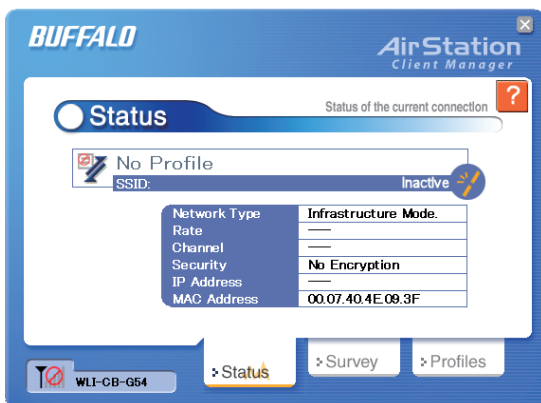 BUFFALO
AirStation
Client Manager
Status
Status of the current connection
?
No Profile
SSID:
Inactive
Network Type Infrastructure Mode.
Rate
Channel
Security No Encryption
IP Address
MAC Address 00.07.40.4E.09.3F
WLI-CB-G54
Status
Survey
Profiles